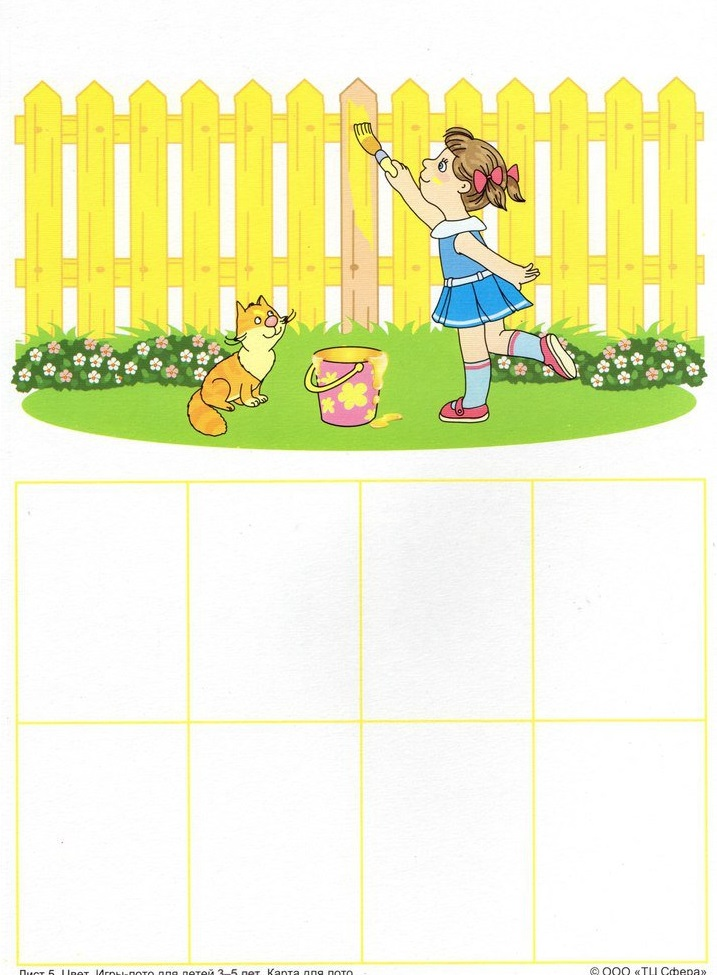 Лист 5. Цвет. Игры-лото для детей 3–5 лет. Карта для лото.
© ООО «ТЦ Сфера»